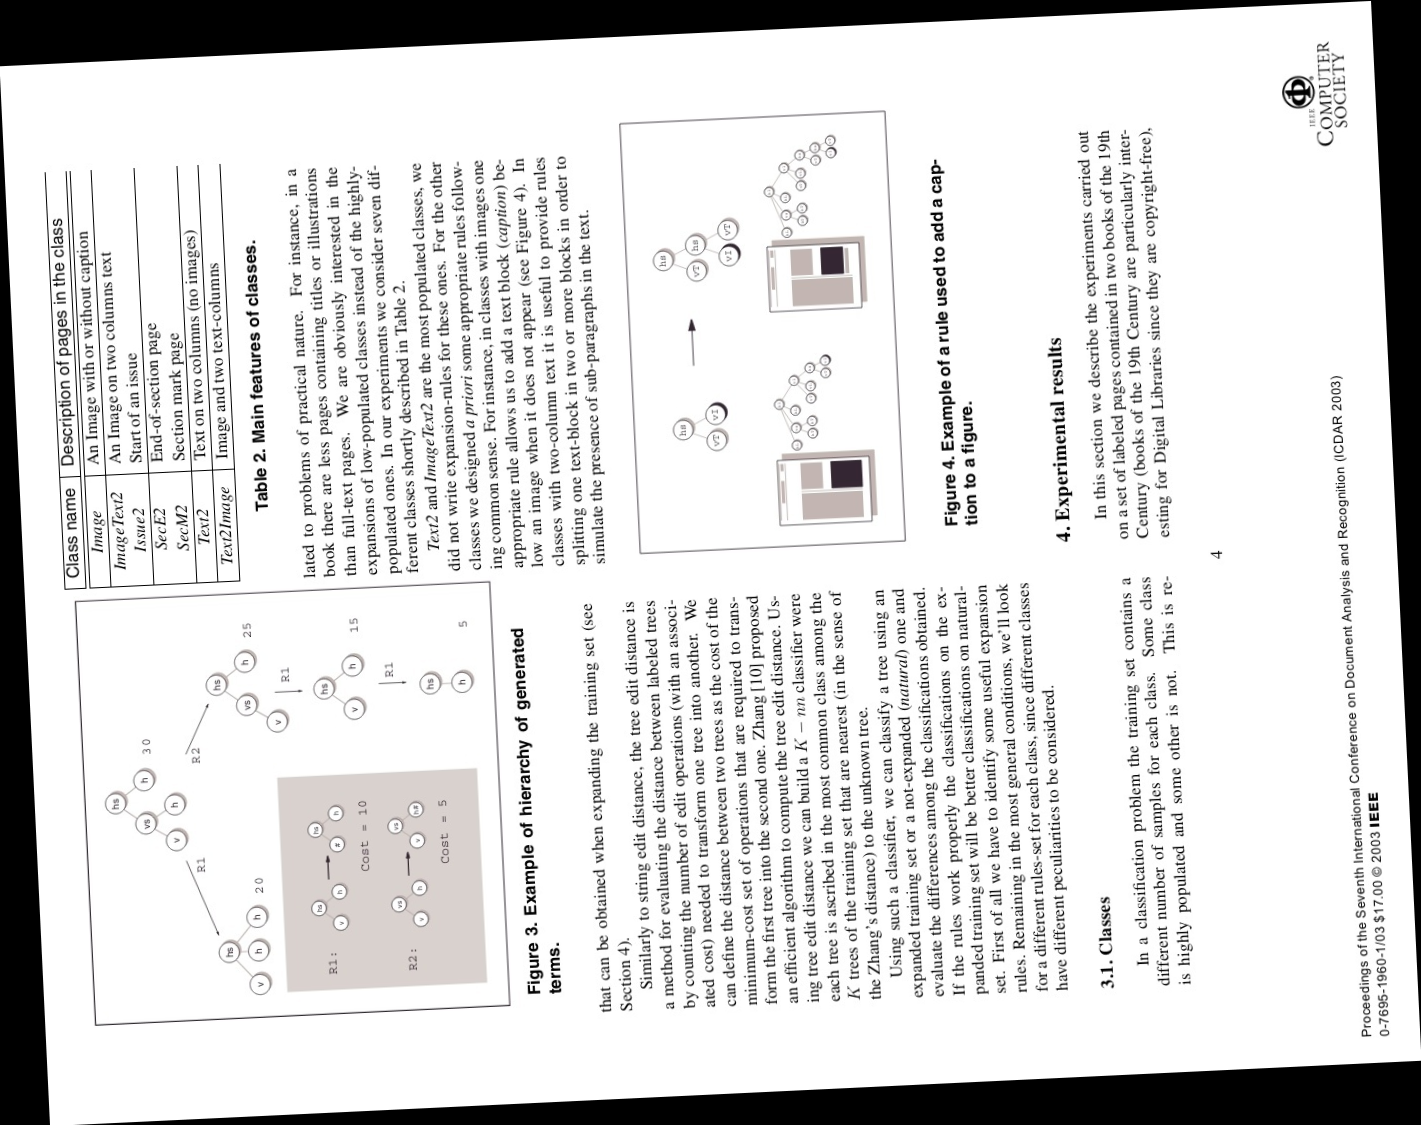 hs
30
vs
h
v
h
R1
R2
hs
20
v
h
h
hs
25
vs
h
v
R1
hs
15
v
h
R1
hs
5
h
R1:
hs
v
h
hs
#
h
Cost = 10
R2:
vs
v
h
vs
v
h#
Cost = 5
Figure 3. Example of hierarchy of generated
terms.
that can be obtained when expanding the training set (see
Section 4).
Similarly to string edit distance, the tree edit distance is
a method for evaluating the distance between labeled trees
by counting the number of edit operations (with an associ-
ated cost) needed to transform one tree into another. We
can define the distance between two trees as the cost of the
minimum-cost set of operations that are required to trans-
form the first tree into the second one. Zhang [10] proposed
an efficient algorithm to compute the tree edit distance. Us-
ing tree edit distance we can build a K − nn classifier were
each tree is ascribed in the most common class among the
K trees of the training set that are nearest (in the sense of
the Zhang's distance) to the unknown tree.
Using such a classifier, we can classify a tree using an
expanded training set or a not-expanded (natural) one and
evaluate the differences among the classifications obtained.
If the rules work properly the classifications on the ex-
panded training set will be better classifications on natural-
set. First of all we have to identify some useful expansion
rules. Remaining in the most general conditions, we'll look
for a different rules-set for each class, since different classes
have different peculiarities to be considered.
3.1. Classes
In a classification problem the training set contains a
different number of samples for each class. Some class
is highly populated and some other is not. This is re-
Class name Description of pages in the class
Image An Image with or without caption
ImageText2 An Image on two columns text
Issue2 Start of an issue
SecE2 End-of-section page
SecM2 Section mark page
Text2 Text on two columns (no images)
Text2Image Image and two text-columns
Table 2. Main features of classes.
lated to problems of practical nature. For instance, in a
book there are less pages containing titles or illustrations
than full-text pages. We are obviously interested in the
expansions of low-populated classes instead of the highly-
populated ones. In our experiments we consider seven dif-
ferent classes shortly described in Table 2.
Text2 and ImageText2 are the most populated classes, we
did not write expansion-rules for these ones. For the other
classes we designed a priori some appropriate rules follow-
ing common sense. For instance, in classes with images one
appropriate rule allows us to add a text block (caption) be-
low an image when it does not appear (see Figure 4). In
classes with two-column text it is useful to provide rules
splitting one text-block in two or more blocks in order to
simulate the presence of sub-paragraphs in the text.
hs
vT
vI
hs
vT
hs
vI
vT
Figure 4. Example of a rule used to add a cap-
tion to a figure.
4. Experimental results
In this section we describe the experiments carried out
on a set of labeled pages contained in two books of the 19th
Century (books of the 19th Century are particularly inter-
esting for Digital Libraries since they are copyright-free),
4
Proceedings of the Seventh International Conference on Document Analysis and Recognition (ICDAR 2003)
0-7695-1960-1/03 $17.00 © 2003 IEEE
IEEE
COMPUTER
SOCIETY